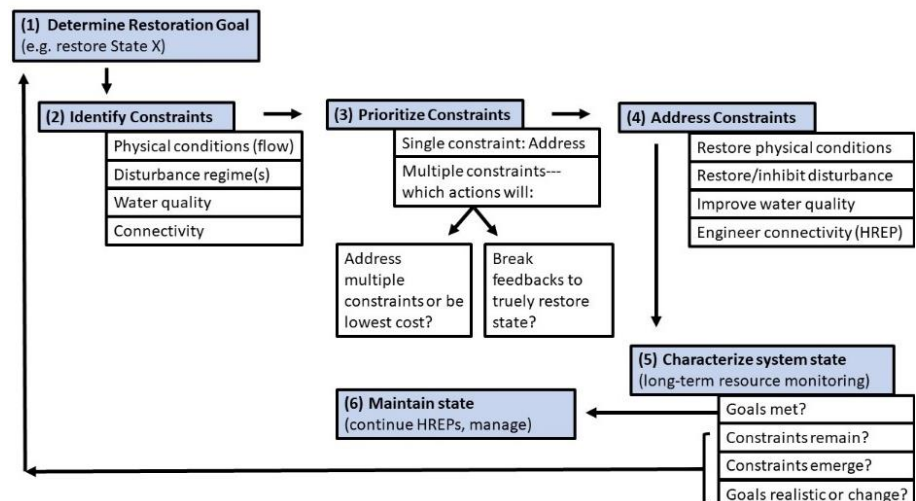 (1) Determine Restoration Goal
(e.g. restore State X)
(2) Identify Constraints
Physical conditions (flow)
Disturbance regime(s)
Water quality
Connectivity
(3) Prioritize Constraints
Single constraint: Address
Multiple constraints---
which actions will:
Address
multiple
constraints or be
lowest cost?
Break
feedbacks to
truely restore
state?
(4) Address Constraints
Restore physical conditions
Restore/inhibit disturbance
Improve water quality
Engineer connectivity (HREP)
(5) Characterize system state
(long-term resource monitoring)
Goals met?
Constraints remain?
Constraints emerge?
Goals realistic or change?
(6) Maintain state
(continue HREPs, manage)